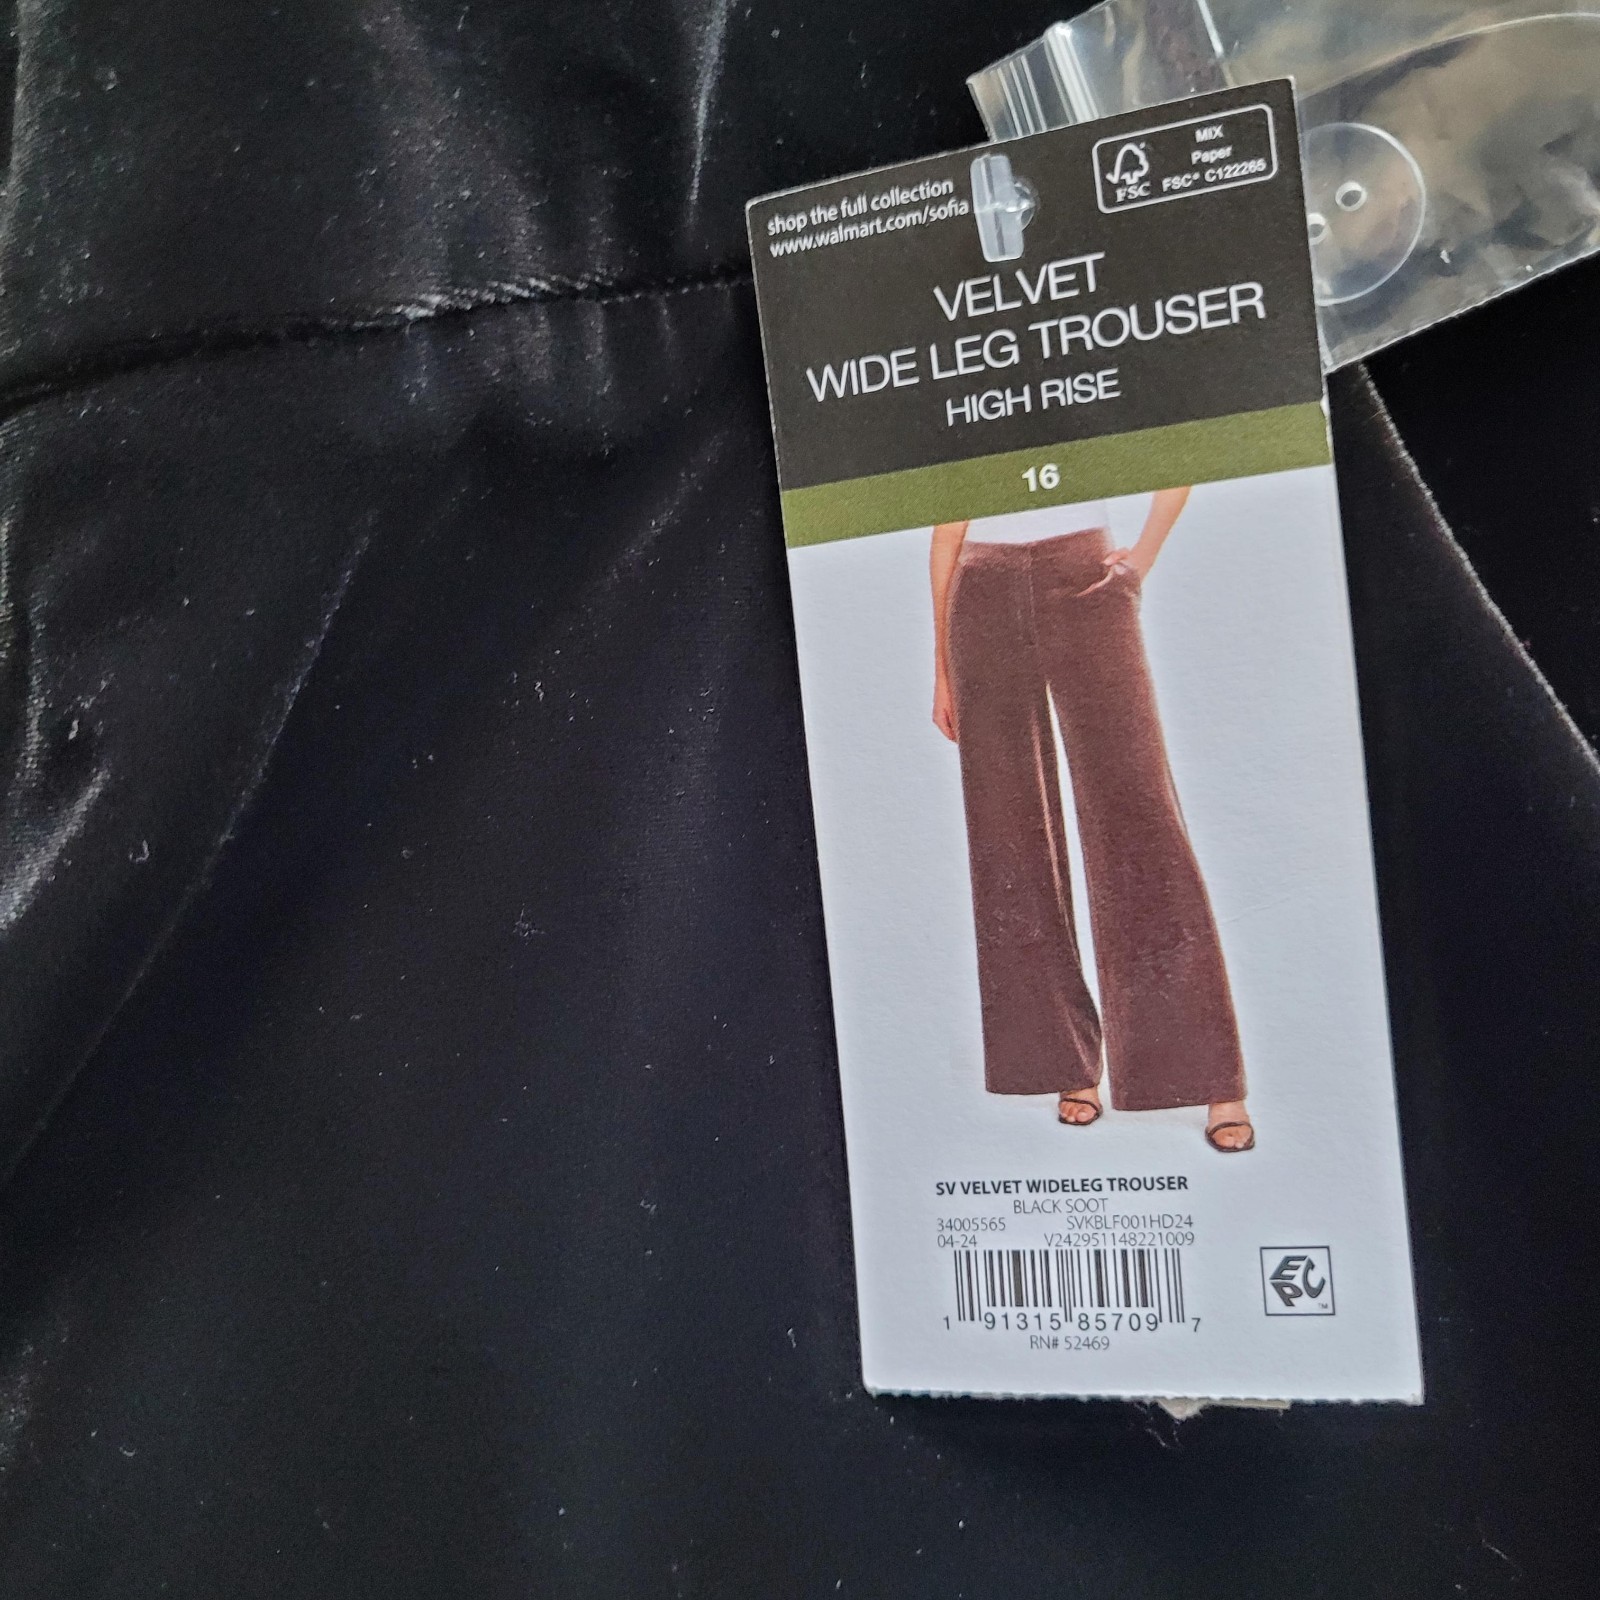 shop the full collection
www.walmart.com/sofia
MIX
Paper
FSC
FSC® C122265
VELVET
WIDE LEG TROUSER
HIGH RISE
16
SV VELVET WIDELEG TROUSER
BLACK SOOT
34005565 SVKBLF001HD24
04-24 V242951148221009
1 91315 85709 7
RN# 52469
EPC
TM